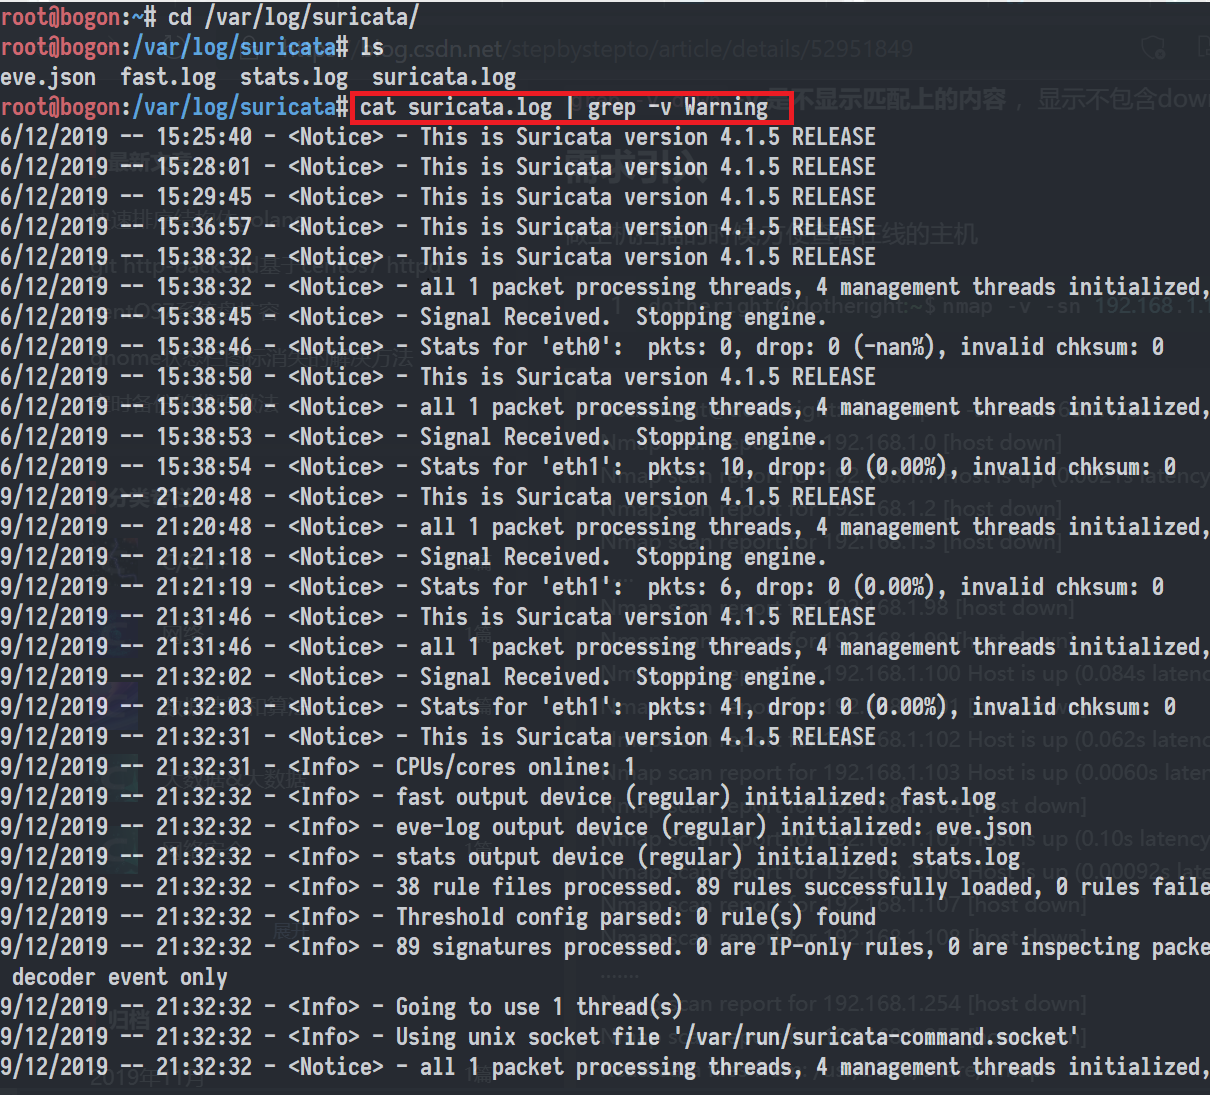 root@bogon:~# cd /var/log/suricata/
root@bogon:/var/log/suricata# ls
eve.json  fast.log  stats.log  suricata.log
root@bogon:/var/log/suricata# cat suricata.log | grep -v Warning
6/12/2019 -- 15:25:40 - <Notice> - This is Suricata version 4.1.5 RELEASE
6/12/2019 -- 15:28:01 - <Notice> - This is Suricata version 4.1.5 RELEASE
6/12/2019 -- 15:29:45 - <Notice> - This is Suricata version 4.1.5 RELEASE
6/12/2019 -- 15:36:57 - <Notice> - This is Suricata version 4.1.5 RELEASE
6/12/2019 -- 15:38:32 - <Notice> - This is Suricata version 4.1.5 RELEASE
6/12/2019 -- 15:38:32 - <Notice> - all 1 packet processing threads, 4 management threads initialized,
6/12/2019 -- 15:38:45 - <Notice> - Signal Received.  Stopping engine.
6/12/2019 -- 15:38:46 - <Notice> - Stats for 'eth0':  pkts: 0, drop: 0 (-nan%), invalid chksum: 0
6/12/2019 -- 15:38:50 - <Notice> - This is Suricata version 4.1.5 RELEASE
6/12/2019 -- 15:38:50 - <Notice> - all 1 packet processing threads, 4 management threads initialized,
6/12/2019 -- 15:38:53 - <Notice> - Signal Received.  Stopping engine.
6/12/2019 -- 15:38:54 - <Notice> - Stats for 'eth1':  pkts: 10, drop: 0 (0.00%), invalid chksum: 0
9/12/2019 -- 21:20:48 - <Notice> - This is Suricata version 4.1.5 RELEASE
9/12/2019 -- 21:20:48 - <Notice> - all 1 packet processing threads, 4 management threads initialized,
9/12/2019 -- 21:21:18 - <Notice> - Signal Received.  Stopping engine.
9/12/2019 -- 21:21:19 - <Notice> - Stats for 'eth1':  pkts: 6, drop: 0 (0.00%), invalid chksum: 0
9/12/2019 -- 21:31:46 - <Notice> - This is Suricata version 4.1.5 RELEASE
9/12/2019 -- 21:31:46 - <Notice> - all 1 packet processing threads, 4 management threads initialized,
9/12/2019 -- 21:32:02 - <Notice> - Signal Received.  Stopping engine.
9/12/2019 -- 21:32:03 - <Notice> - Stats for 'eth1':  pkts: 41, drop: 0 (0.00%), invalid chksum: 0
9/12/2019 -- 21:32:31 - <Notice> - This is Suricata version 4.1.5 RELEASE
9/12/2019 -- 21:32:31 - <Info> - CPUs/cores online: 1
9/12/2019 -- 21:32:32 - <Info> - fast output device (regular) initialized: fast.log
9/12/2019 -- 21:32:32 - <Info> - eve-log output device (regular) initialized: eve.json
9/12/2019 -- 21:32:32 - <Info> - stats output device (regular) initialized: stats.log
9/12/2019 -- 21:32:32 - <Info> - 38 rule files processed. 89 rules successfully loaded, 0 rules faile
9/12/2019 -- 21:32:32 - <Info> - Threshold config parsed: 0 rule(s) found
9/12/2019 -- 21:32:32 - <Info> - 89 signatures processed. 0 are IP-only rules, 0 are inspecting packe
decoder event only
9/12/2019 -- 21:32:32 - <Info> - Going to use 1 thread(s)
9/12/2019 -- 21:32:32 - <Info> - Using unix socket file '/var/run/suricata-command.socket'
9/12/2019 -- 21:32:32 - <Notice> - all 1 packet processing threads, 4 management threads initialized,